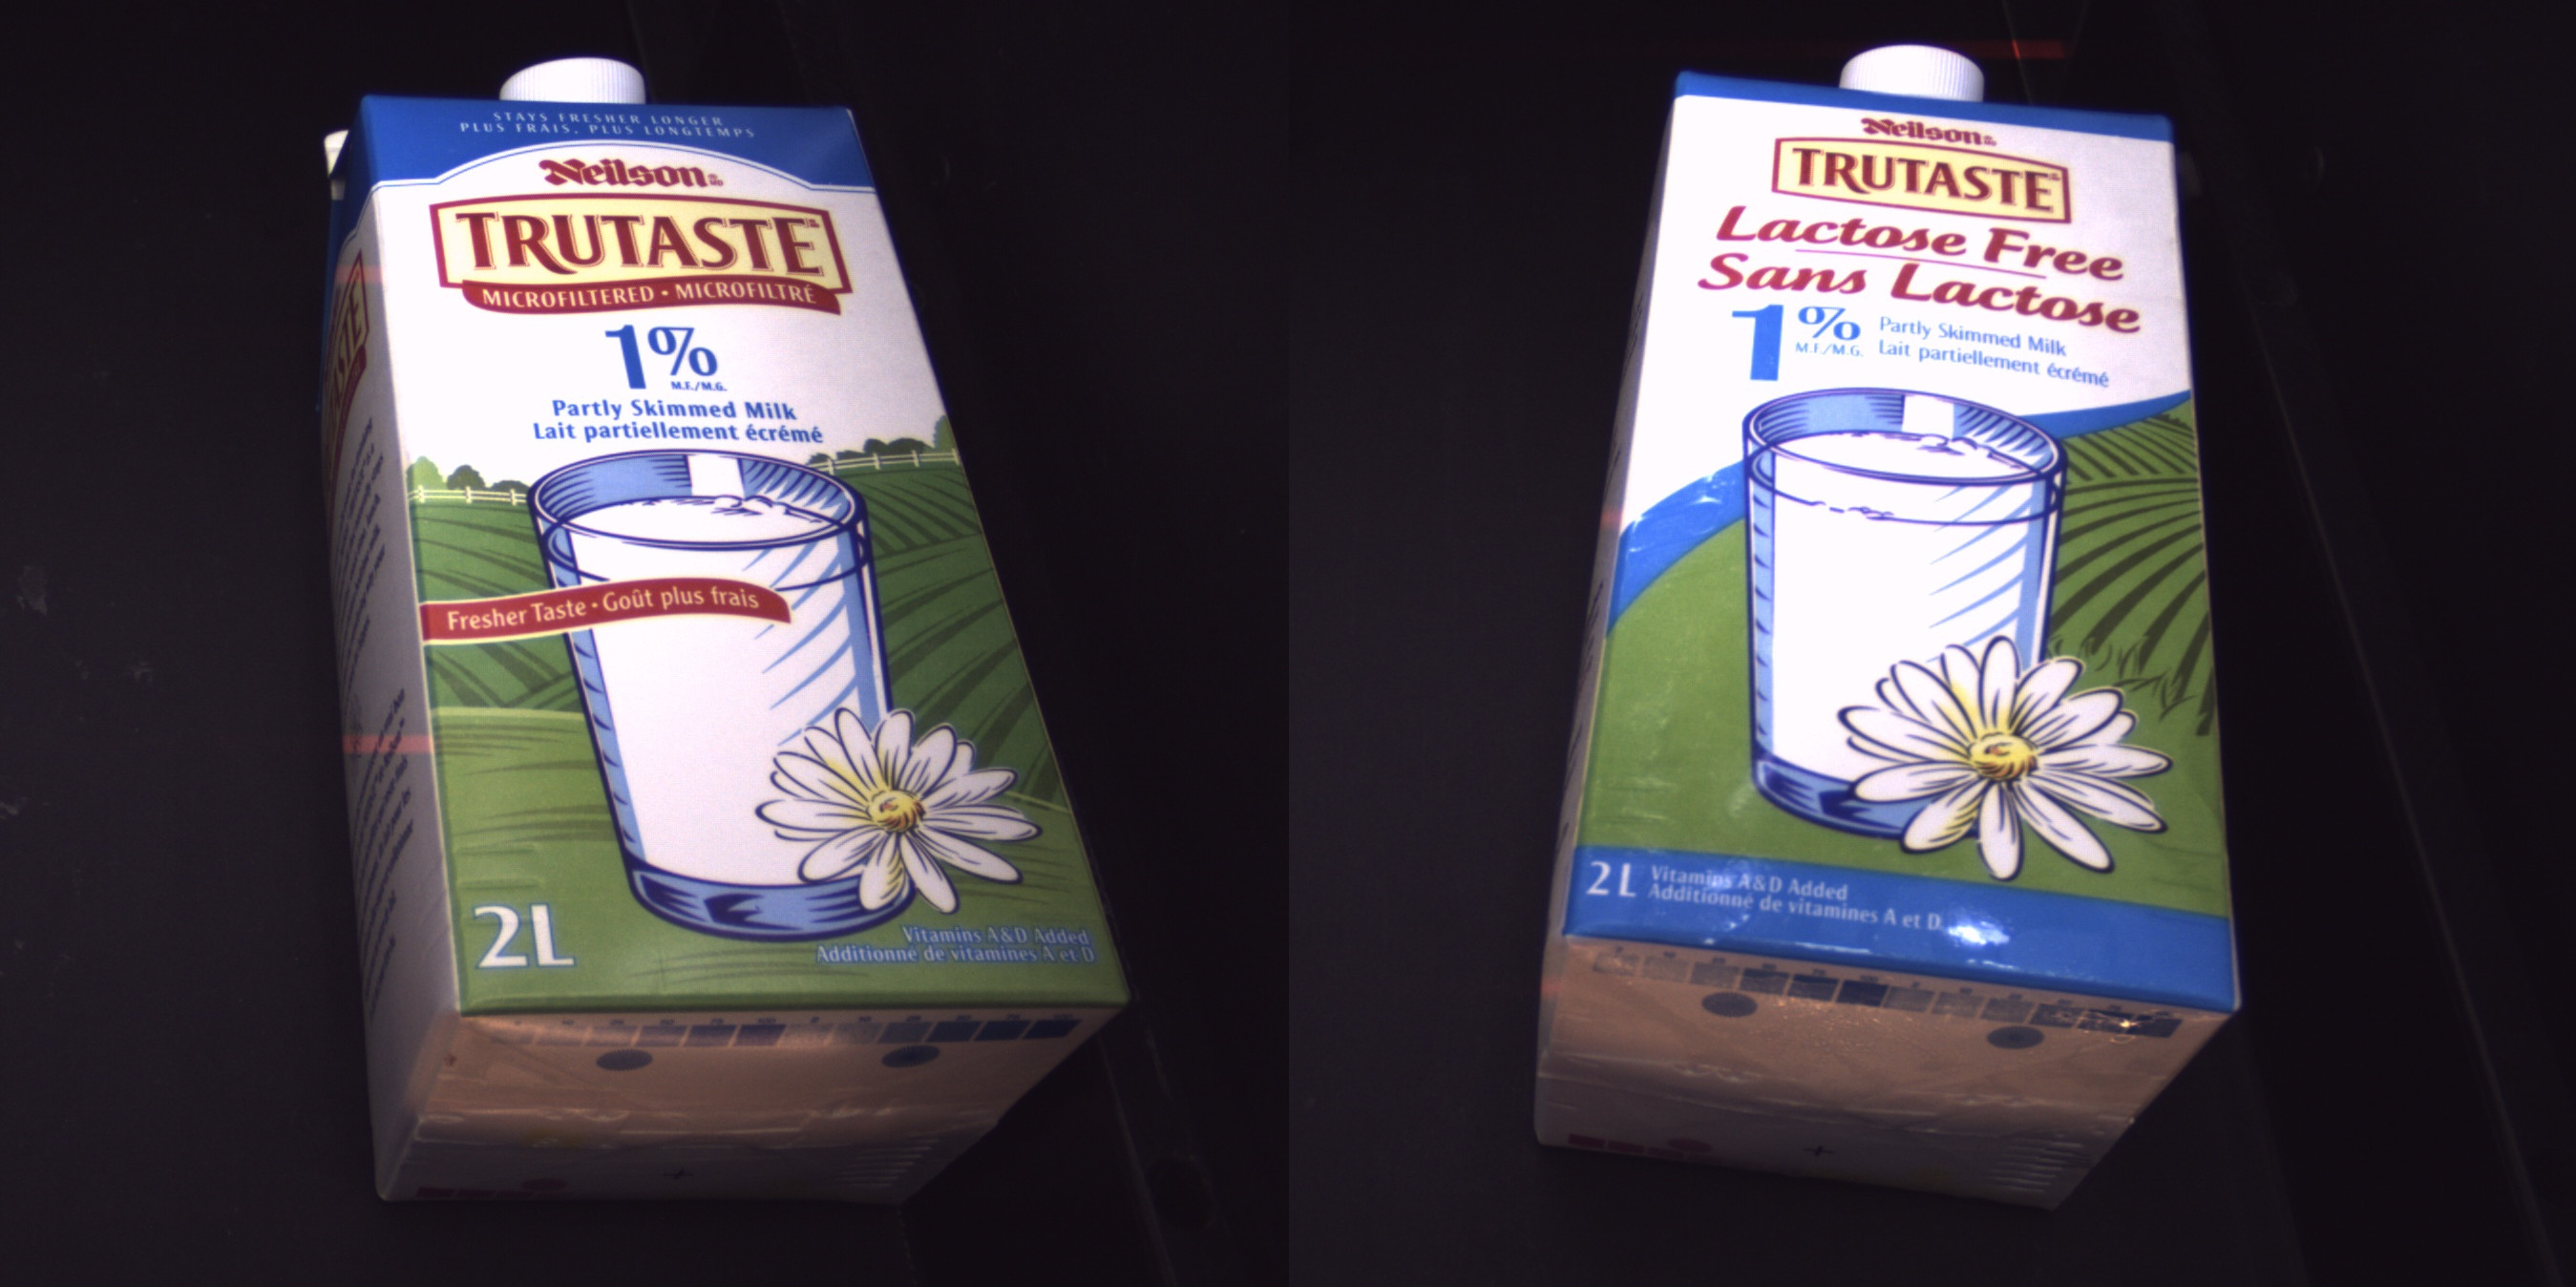 STAYS FRESHER LONGER
PLUS FRAIS, PLUS LONGTEMPS
Neilson
TRUTASTE
MICROFILTERED • MICROFILTRÉ
1%
M.F./M.G.
Partly Skimmed Milk
Lait partiellement écrémé
Fresher Taste • Goût plus frais
2L
Vitamins A&D Added
Additionné de vitamines A et D
Neilson
TRUTASTE
Lactose Free
Sans Lactose
1%
M.F./M.G.
Partly Skimmed Milk
Lait partiellement écrémé
2L
Vitamins A&D Added
Additionné de vitamines A et D